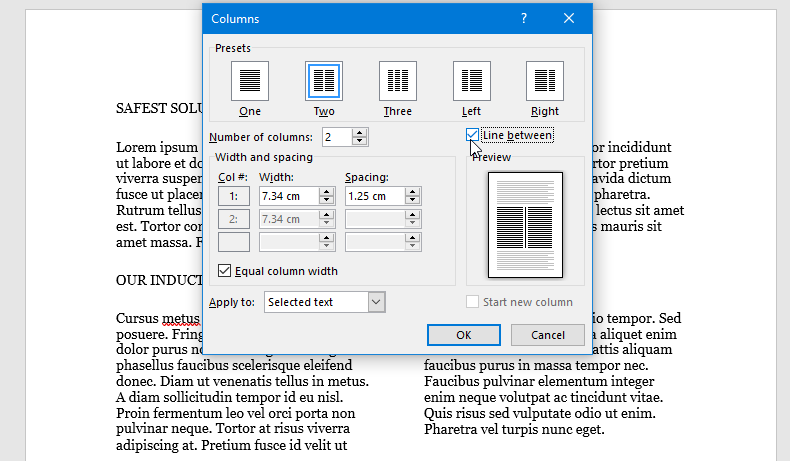 Columns
?
Presets
One Two Three Left Right
Number of columns: 2
Line between
Width and spacing
Col #: Width: Spacing:
1: 7.34 cm 1.25 cm
2: 7.34 cm
Equal column width
Preview
Apply to: Selected text
Start new column
OK Cancel
SAFEST SOLU
Lorem ipsum
ut labore et do
viverra suspen
fusce ut placer
Rutrum tellus
est. Tortor con
amet massa. F
OUR INDUCT
Cursus metus
posuere. Fring
dolor purus no
phasellus faucibus scelerisque eleifend
donec. Diam ut venenatis tellus in metus.
A diam sollicitudin tempor id eu nisl.
Proin fermentum leo vel orci porta non
pulvinar neque. Tortor at risus viverra
adipiscing at. Pretium fusce id velit ut
or incididunt
rtor pretium
avida dictum
pharetra.
lectus sit amet
s mauris sit
io tempor. Sed
a aliquet enim
attis aliquam
faucibus purus in massa tempor nec.
Faucibus pulvinar elementum integer
enim neque volutpat ac tincidunt vitae.
Quis risus sed vulputate odio ut enim.
Pharetra vel turpis nunc eget.